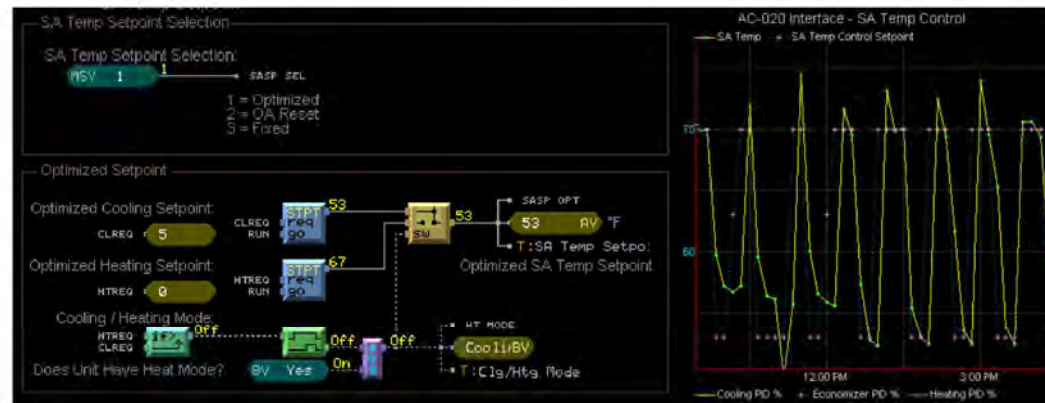 SA Temp Setpoint Selection
SA Temp Setpoint Selection:
MSV 1
1
SASP SEL
1 = Optimized
2 = OA Reset
3 = Fixed
Optimized Setpoint
Optimized Cooling Setpoint:
CLREQ 5
CLREQ
RUN
STPT
req
go
53
sw
53
SASP OPT
53 AV °F
T:SA Temp Setpo:
Optimized SA Temp Setpoint
Optimized Heating Setpoint:
HTREQ 0
HTREQ
RUN
STPT
req
go
67
Cooling / Heating Mode:
HTREQ
CLREQ
if>
Off
Off
Off
HT MODE
Cooli/BV
T:Clg/Htg Mode
Does Unit Have Heat Mode?
BV Yes
On
AC-020 Interface - SA Temp Control
SA Temp
SA Temp Control Setpoint
70
60
12:00 PM
3:00 PM
Cooling PID %
Economizer PID %
Heating PID %